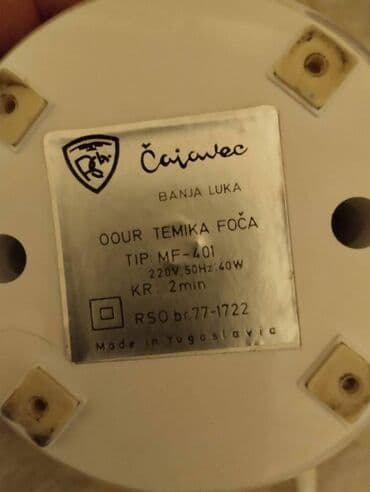 Čajavec
BANJA LUKA
OOUR TEMIKA FOČA
TIP: MF-401
220V, 50Hz, 40W
KR. 2min
RSO br. 77-1722
Made in Yugoslavia